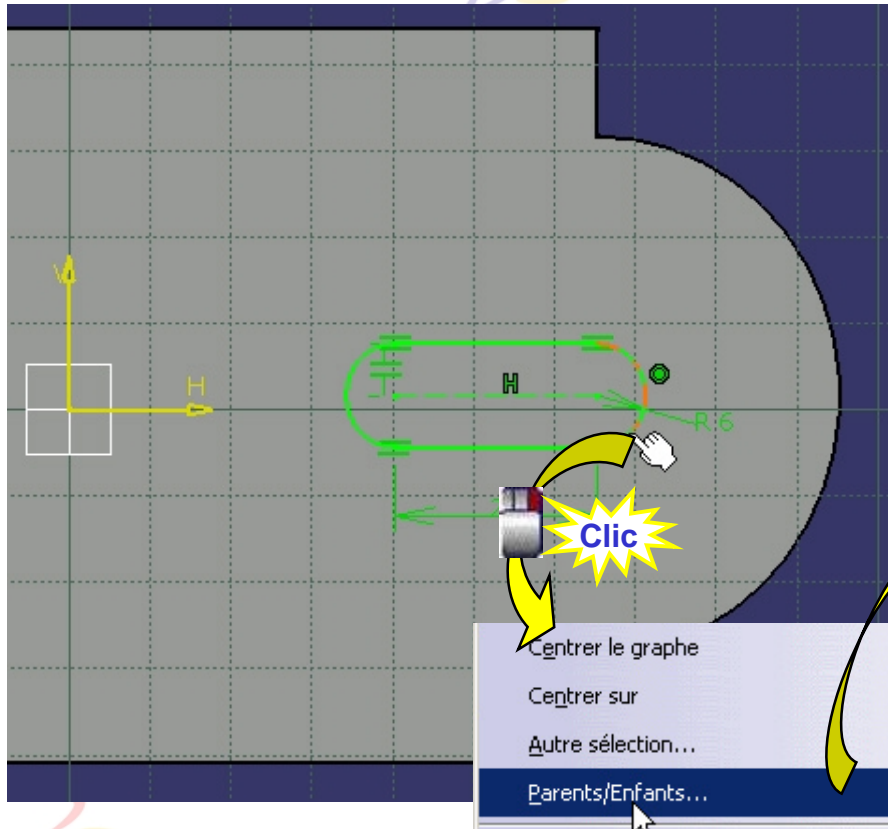 V
H
H
R 6
Clic
Centrer le graphe
Centrer sur
Autre sélection...
Parents/Enfants...